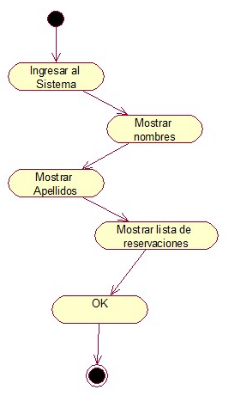 Ingresar al
Sistema
Mostrar
nombres
Mostrar
Apellidos
Mostrar lista de
reservaciones
OK